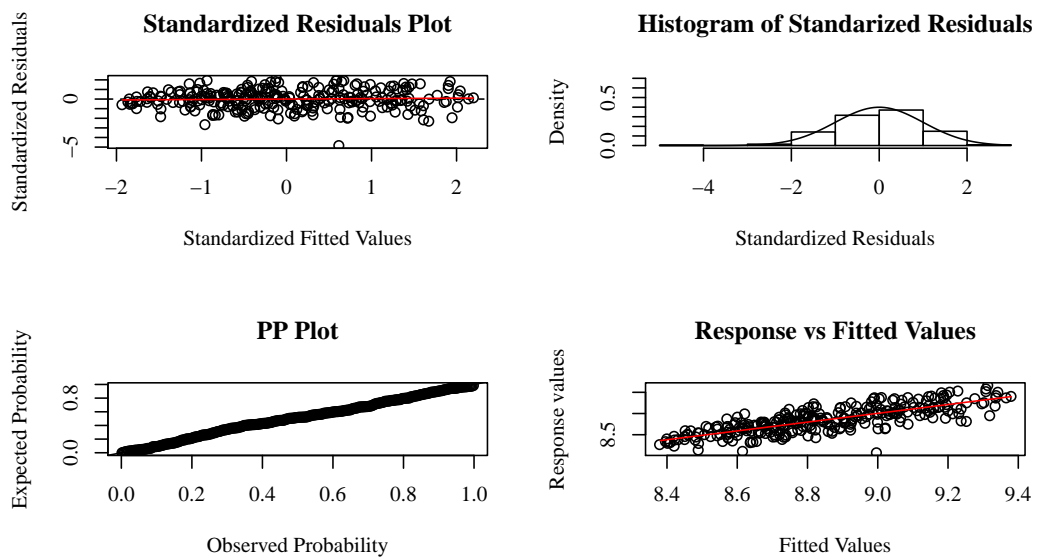 Standardized Residuals Plot
Standardized Residuals
0
−5
−2 −1 0 1 2
Standardized Fitted Values
Histogram of Standarized Residuals
Density
0.5
0.0
−4 −2 0 2
Standardized Residuals
PP Plot
Expected Probability
0.8
0.0
0.0 0.2 0.4 0.6 0.8 1.0
Observed Probability
Response vs Fitted Values
Response values
8.5
8.4 8.6 8.8 9.0 9.2 9.4
Fitted Values